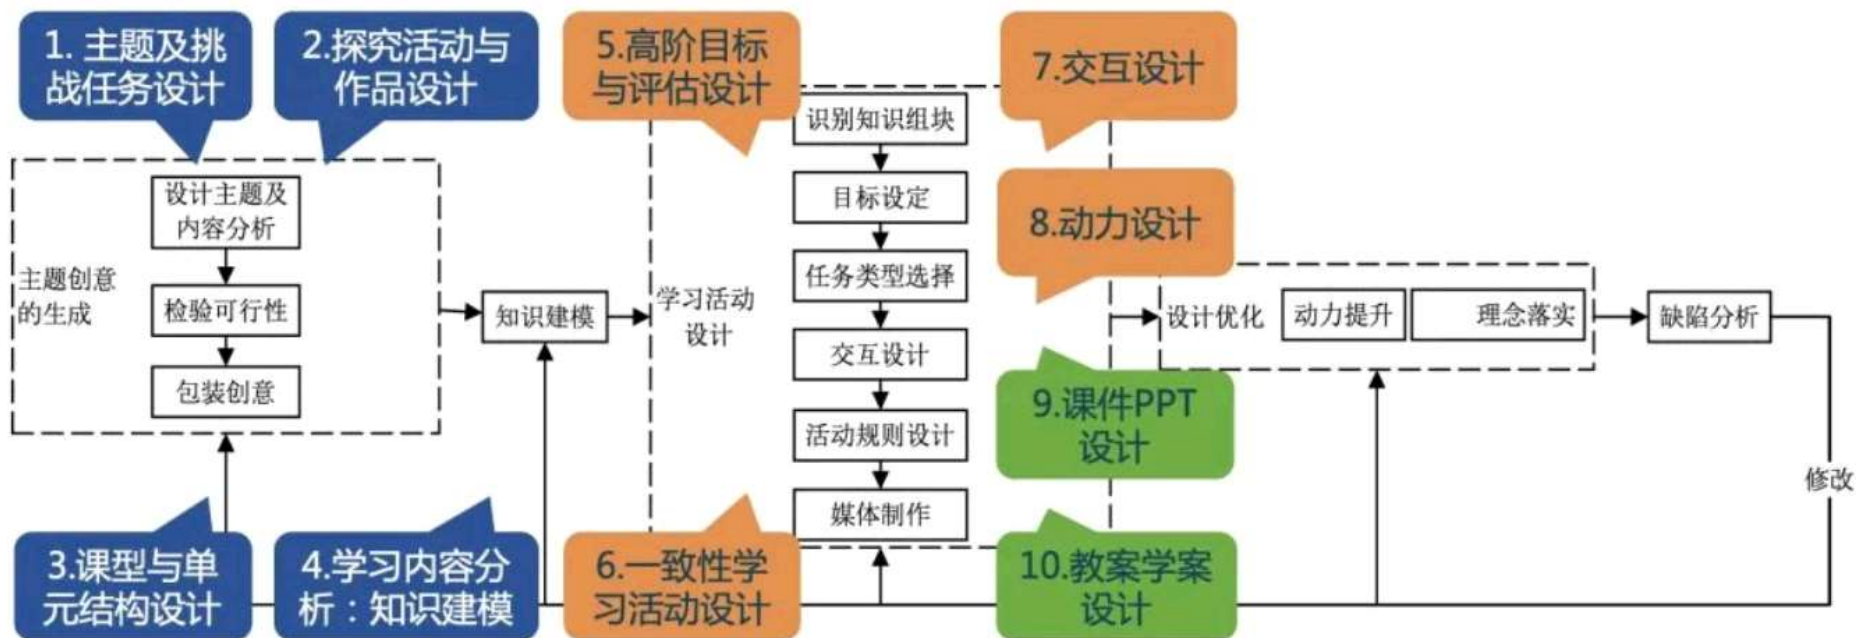 1. 主题及挑
战任务设计
2.探究活动与
作品设计
5.高阶目标
与评估设计
7.交互设计
识别知识组块
目标设定
任务类型选择
交互设计
活动规则设计
媒体制作
设计主题及
内容分析
检验可行性
包装创意
主题创意
的生成
知识建模
学习活动
设计
8.动力设计
设计优化
动力提升
理念落实
缺陷分析
9.课件PPT
设计
修改
3.课型与单
元结构设计
4.学习内容分
析：知识建模
6.一致性学
习活动设计
10.教案学案
设计